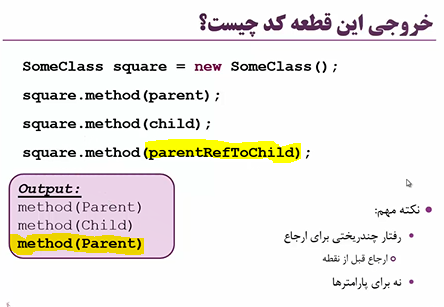 خروجی این قطعه کد چیست؟
SomeClass square = new SomeClass();
square.method(parent);
square.method(child);
square.method(parentRefToChild);
Output:
method(Parent)
method(Child)
method(Parent)
نکته مهم:
رفتار چندریختی برای ارجاع
ارجاع قبل از نقطه
نه برای پارامترها